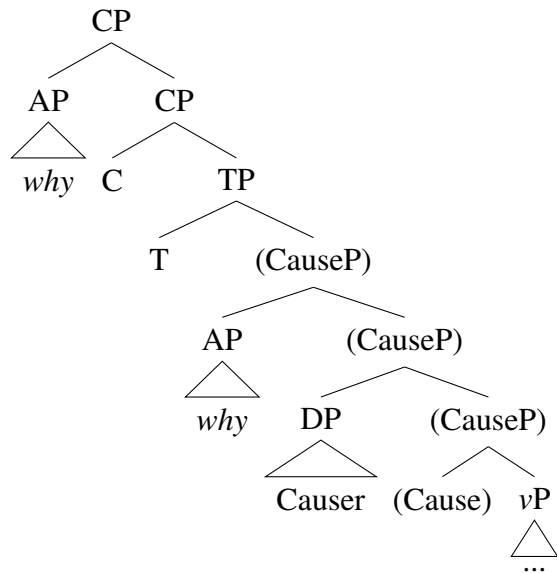 CP
AP CP
why C TP
T (CauseP)
AP (CauseP)
why DP (CauseP)
Causer (Cause) vP
...